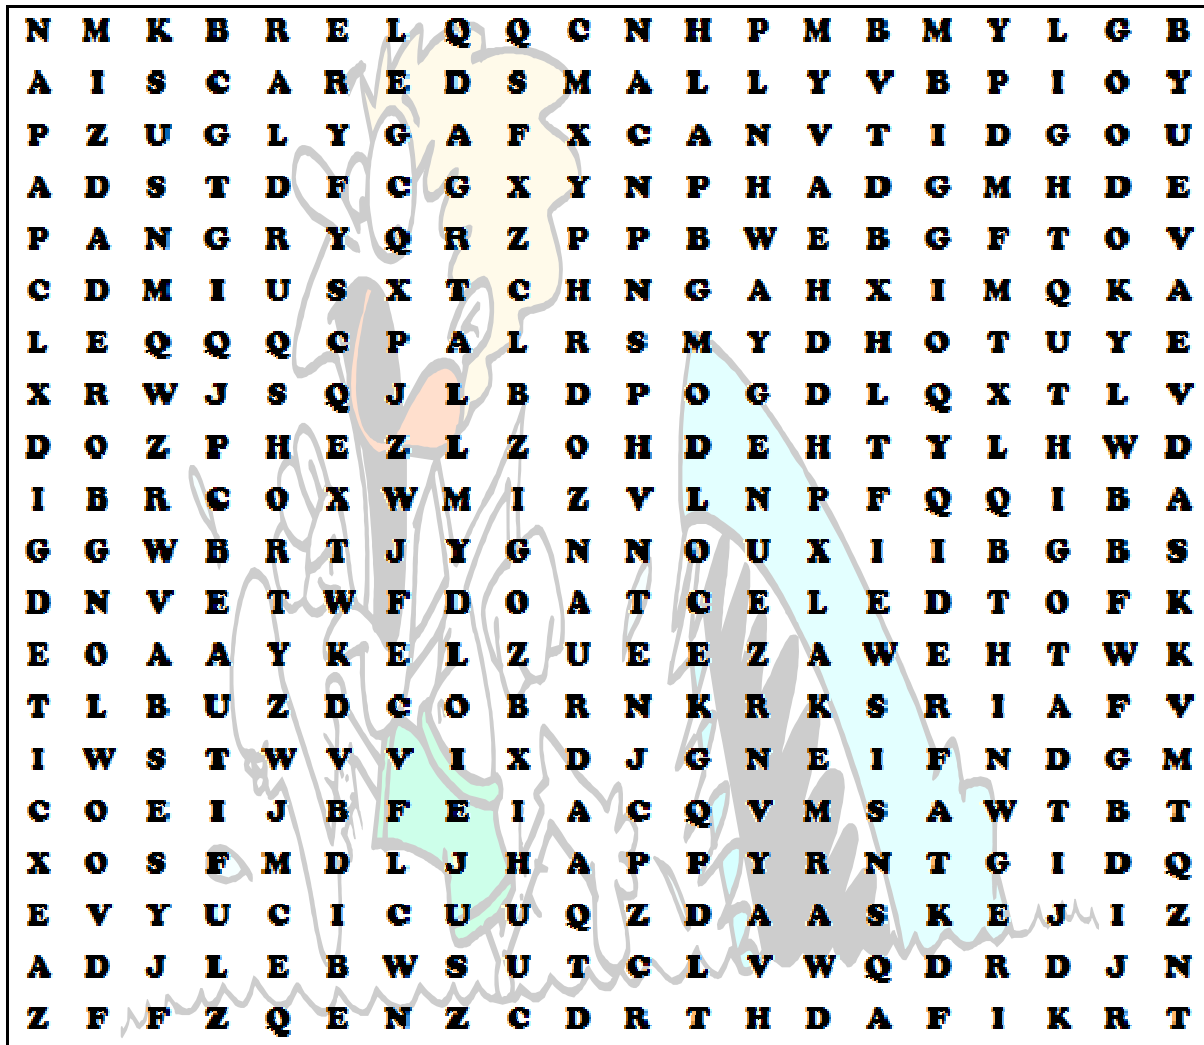 N M K B R E L Q Q C N H P M B M Y L G B
A I S C A R E D S M A L L Y V B P I O Y
P Z U G L Y G A F X C A N V T I D G O U
A D S T D F C G X Y N P H A D G M H D E
P A N G R Y Q R Z P P B W E B G F T O V
C D M I U S X T C H N G A H X I M Q K A
L E Q Q Q C P A L R S M Y D H O T U Y E
X R W J S Q J L B D P O G D L Q X T L V
D O Z P H E Z L Z O H D E H T Y L H W D
I B R C O X W M I Z V L N P F Q Q I B A
G G W B R T J Y G N N O U X I I B G B S
D N V E T W F D O A T C E L E D T O F K
E O A A Y K E L Z U E E Z A W E H T W K
T L B U Z D C O B R N K R K S R I A F V
I W S T W V V I X D J G N E I F N D G M
C O E I J B F E I A C Q V M S A W T B T
X O S F M D L J H A P P Y R N T G I D Q
E V Y U C I C U U Q Z D A A S K E J I Z
A D J L E B W S U T C L V W Q D R D J N
Z F F Z Q E N Z C D R T H D A F I K R T